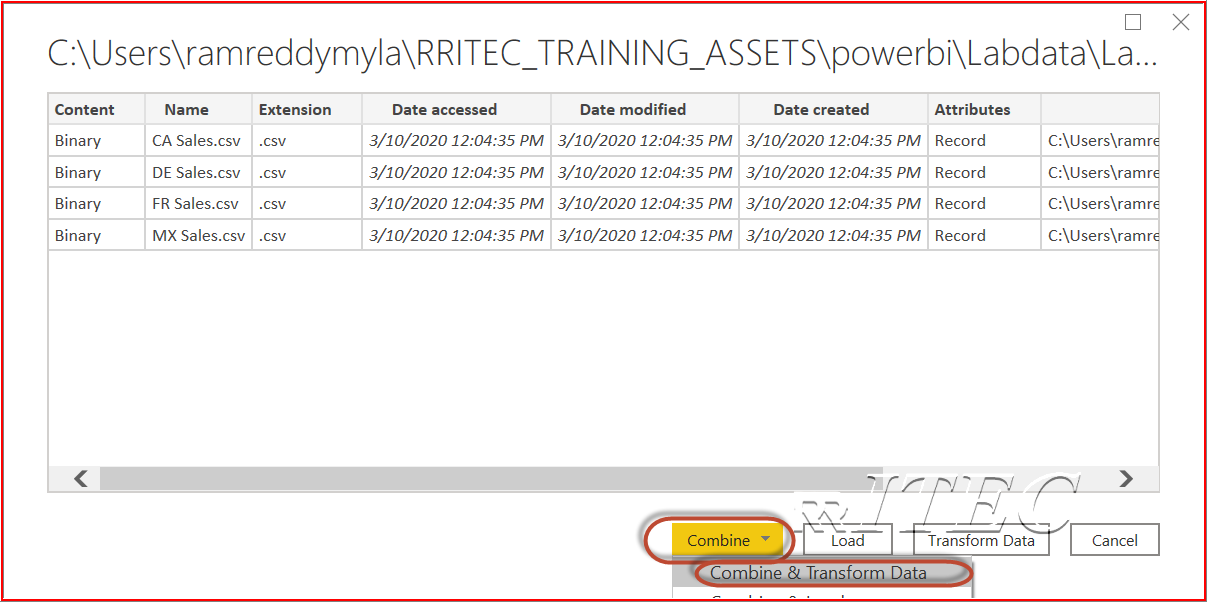 C:\Users\ramreddymyla\RRITEC_TRAINING_ASSETS\powerbi\Labdata\La...
Content Name Extension Date accessed Date modified Date created Attributes
Binary CA Sales.csv .csv 3/10/2020 12:04:35 PM 3/10/2020 12:04:35 PM 3/10/2020 12:04:35 PM Record C:\Users\ramre
Binary DE Sales.csv .csv 3/10/2020 12:04:35 PM 3/10/2020 12:04:35 PM 3/10/2020 12:04:35 PM Record C:\Users\ramre
Binary FR Sales.csv .csv 3/10/2020 12:04:35 PM 3/10/2020 12:04:35 PM 3/10/2020 12:04:35 PM Record C:\Users\ramre
Binary MX Sales.csv .csv 3/10/2020 12:04:35 PM 3/10/2020 12:04:35 PM 3/10/2020 12:04:35 PM Record C:\Users\ramre
RRITEC
Combine Load Transform Data Cancel
Combine & Transform Data